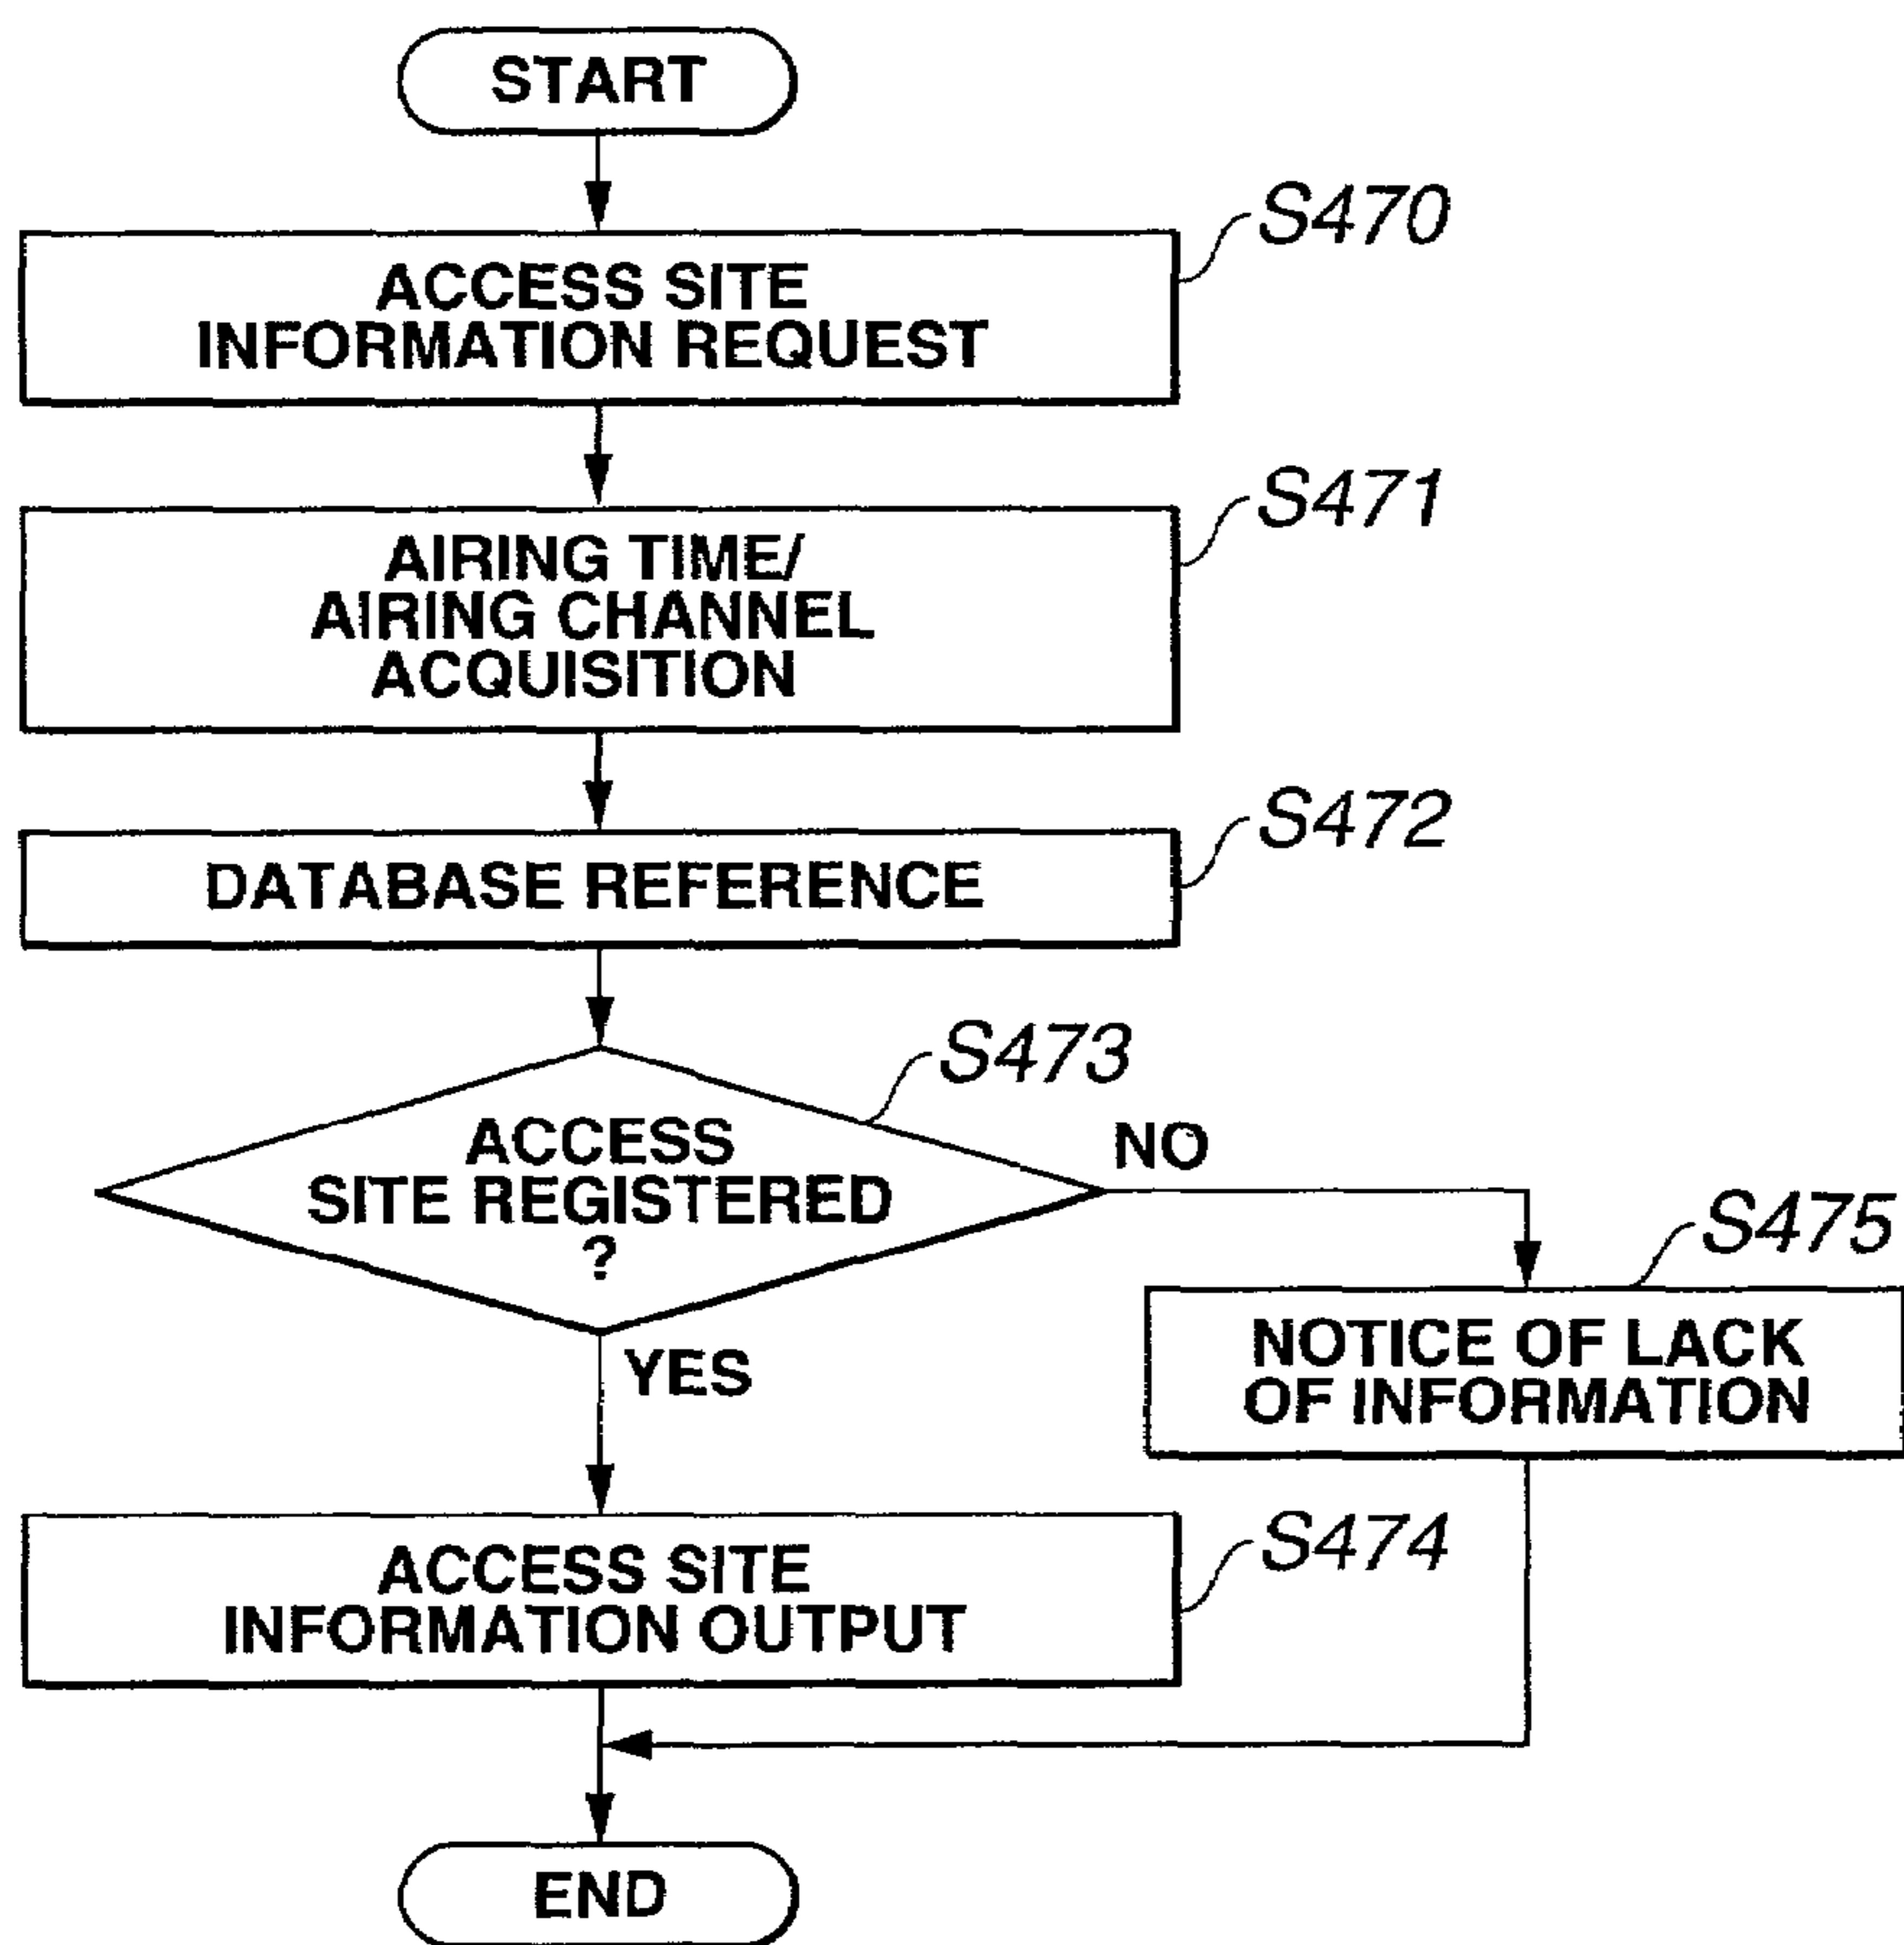 START
S470
ACCESS SITE
INFORMATION REQUEST
S471
AIRING TIME/
AIRING CHANNEL
ACQUISITION
S472
DATABASE REFERENCE
S473
ACCESS
SITE REGISTERED
?
NO
S475
NOTICE OF LACK
OF INFORMATION
YES
S474
ACCESS SITE
INFORMATION OUTPUT
END